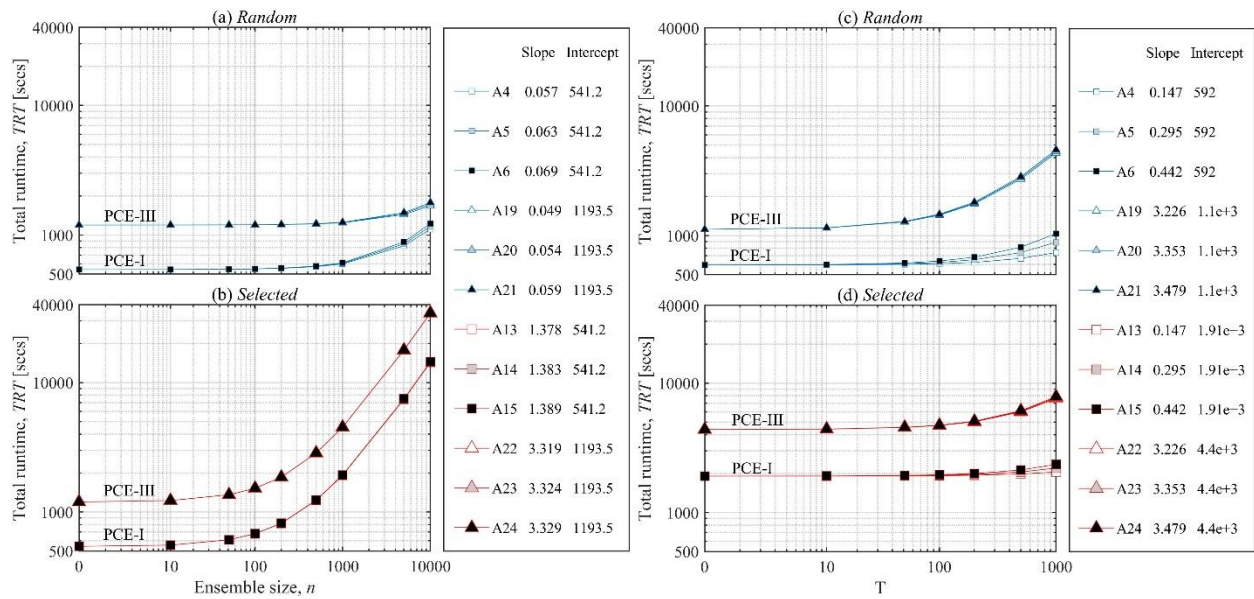 (a) Random
40000
10000
1000
500
Total runtime, TRT [sccs]
PCE-III
PCE-I
(b) Selected
40000
10000
1000
500
Total runtime, TRT [sccs]
PCE-III
PCE-I
0 10 100 1000 10000
Ensemble size, n
Slope Intercept
A4 0.057 541.2
A5 0.063 541.2
A6 0.069 541.2
A19 0.049 1193.5
A20 0.054 1193.5
A21 0.059 1193.5
A13 1.378 541.2
A14 1.383 541.2
A15 1.389 541.2
A22 3.319 1193.5
A23 3.324 1193.5
A24 3.329 1193.5
(c) Random
40000
10000
1000
500
Total runtime, TRT [sccs]
PCE-III
PCE-I
(d) Selected
40000
10000
1000
500
Total runtime, TRT [sccs]
PCE-III
PCE-I
0 10 100 1000
T
Slope Intercept
A4 0.147 592
A5 0.295 592
A6 0.442 592
A19 3.226 1.1e+3
A20 3.353 1.1e+3
A21 3.479 1.1e+3
A13 0.147 1.91e−3
A14 0.295 1.91e−3
A15 0.442 1.91e−3
A22 3.226 4.4e+3
A23 3.353 4.4e+3
A24 3.479 4.4e+3